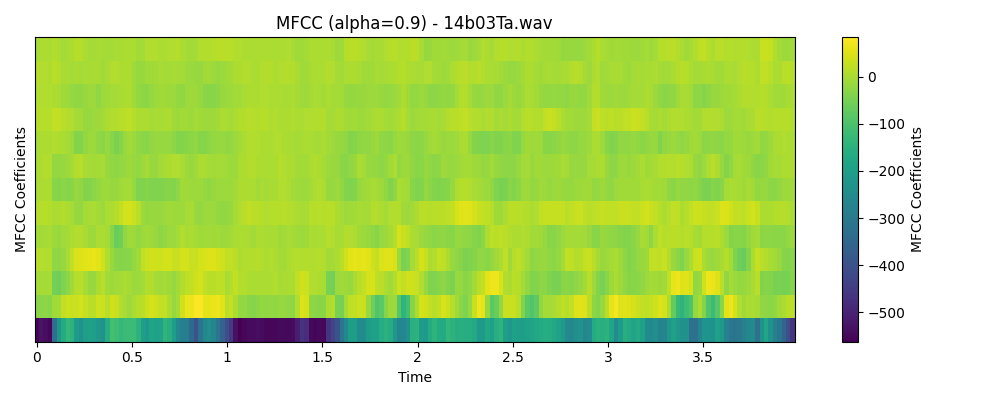 MFCC (alpha=0.9) - 14b03Ta.wav
MFCC Coefficients
0 0.5 1 1.5 2 2.5 3 3.5
Time
0
−100
−200
−300
−400
−500
MFCC Coefficients